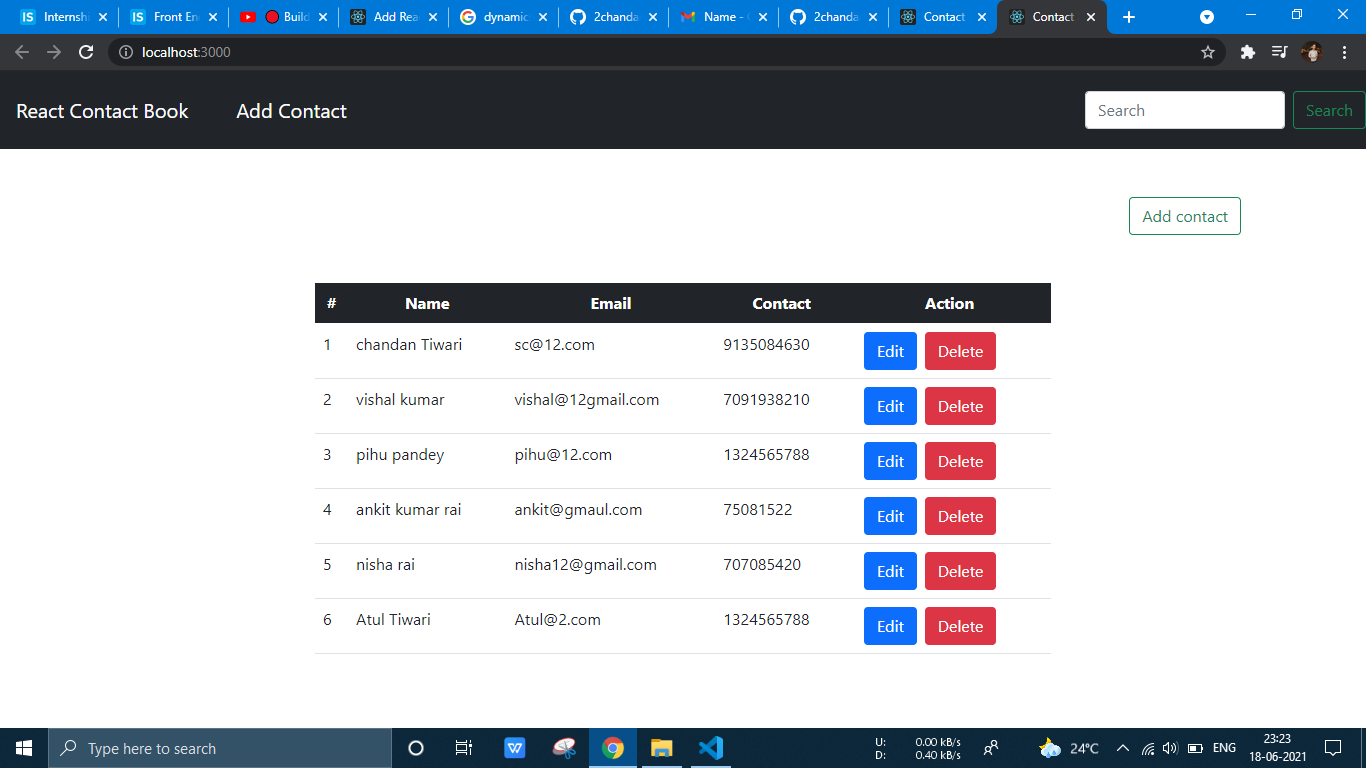 Internshi Front En Build Add Rea dynamic 2chanda Name - 2chanda Contact Contact
localhost:3000
React Contact Book Add Contact Search Search
Add contact
# Name Email Contact Action
1 chandan Tiwari sc@12.com 9135084630 Edit Delete
2 vishal kumar vishal@12gmail.com 7091938210 Edit Delete
3 pihu pandey pihu@12.com 1324565788 Edit Delete
4 ankit kumar rai ankit@gmaul.com 75081522 Edit Delete
5 nisha rai nisha12@gmail.com 707085420 Edit Delete
6 Atul Tiwari Atul@2.com 1324565788 Edit Delete
Type here to search
U: 0.00 kB/s
D: 0.40 kB/s
24°C
ENG
23:23
18-06-2021